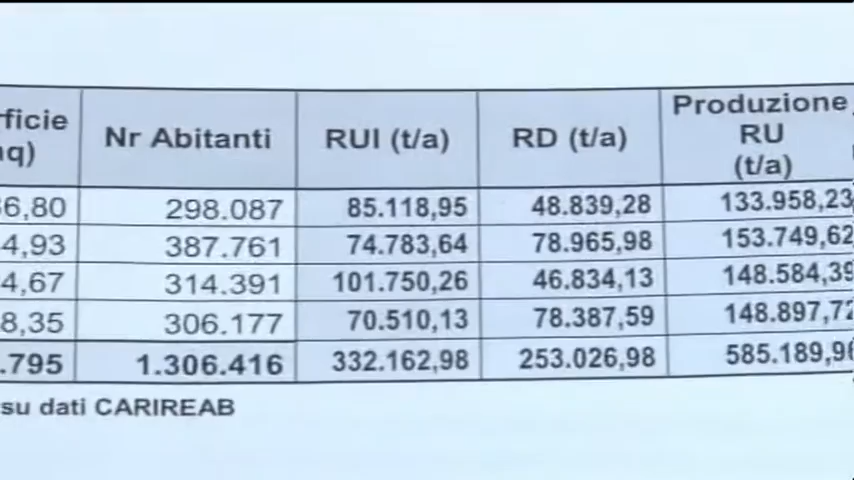 rficie Nr Abitanti RUI (t/a) RD (t/a) Produzione RU (t/a)
nq)
6,80 298.087 85.118,95 48.839,28 133.958,23
4,93 387.761 74.783,64 78.965,98 153.749,62
4,67 314.391 101.750,26 46.834,13 148.584,39
8,35 306.177 70.510,13 78.387,59 148.897,72
.795 1.306.416 332.162,98 253.026,98 585.189,96
su dati CARIREAB